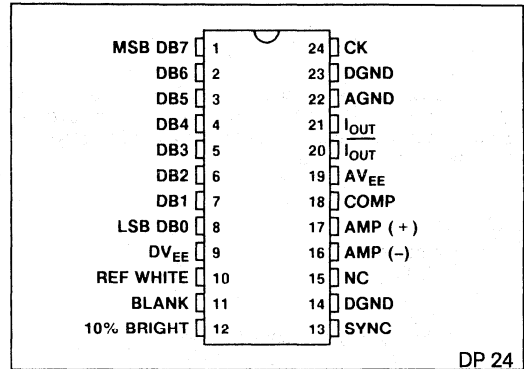 MSB DB7 1 24 CK
DB6 2 23 DGND
DB5 3 22 AGND
DB4 4 21 I_OUT
DB3 5 20 I̅_OUT
DB2 6 19 AV_EE
DB1 7 18 COMP
LSB DB0 8 17 AMP (+)
DV_EE 9 16 AMP (–)
REF WHITE 10 15 NC
BLANK 11 14 DGND
10% BRIGHT 12 13 SYNC
DP 24